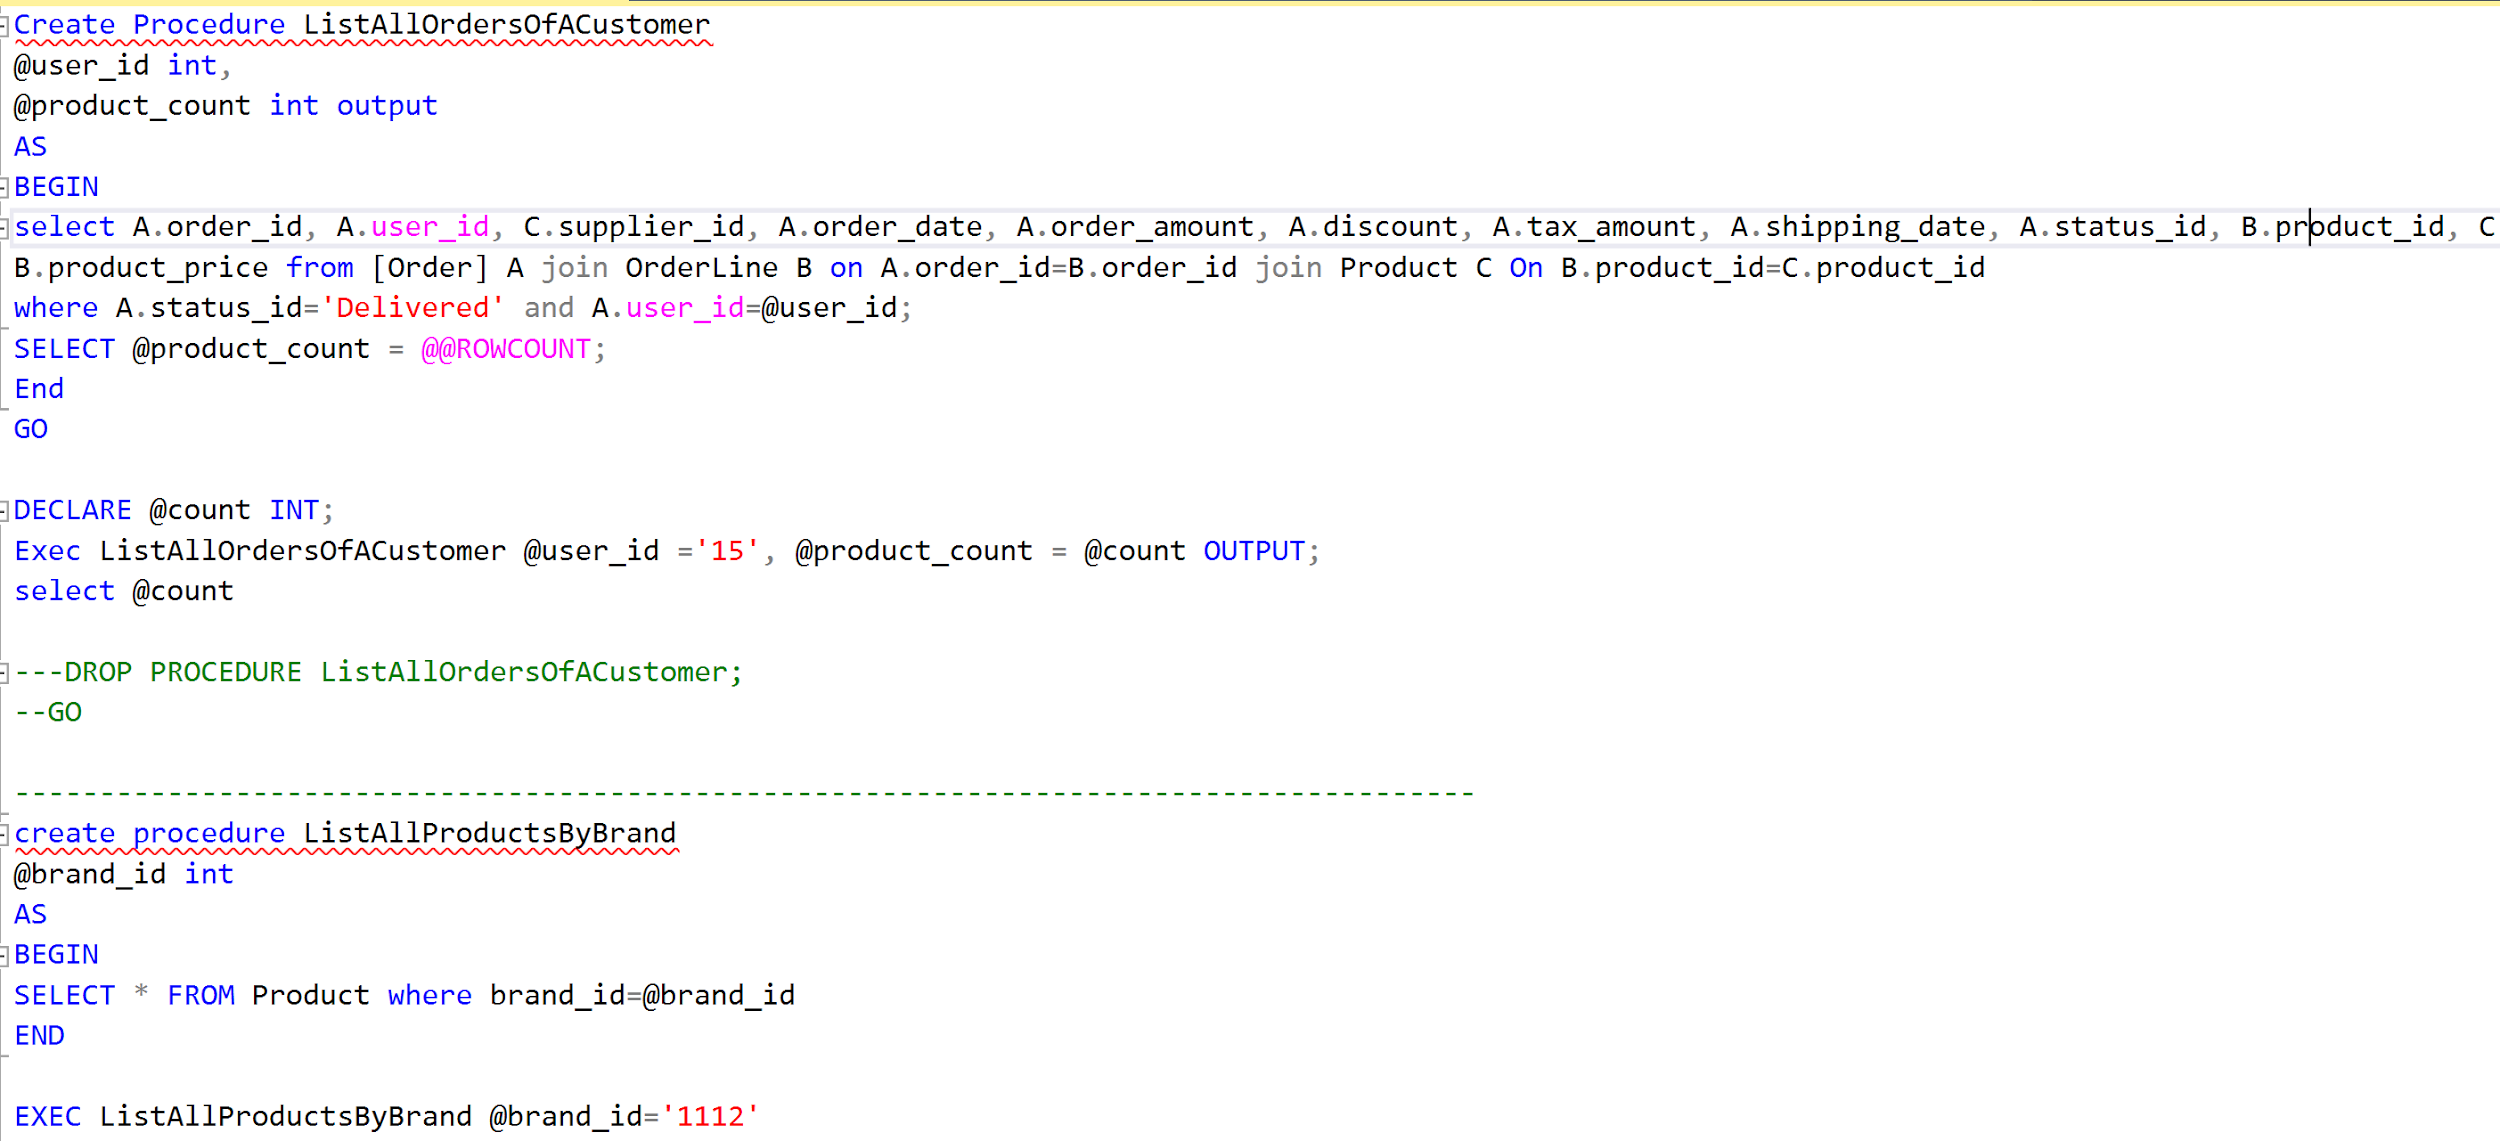 Create Procedure ListAllOrdersOfACustomer
@user_id int,
@product_count int output
AS
BEGIN
select A.order_id, A.user_id, C.supplier_id, A.order_date, A.order_amount, A.discount, A.tax_amount, A.shipping_date, A.status_id, B.product_id, C
B.product_price from [Order] A join OrderLine B on A.order_id=B.order_id join Product C On B.product_id=C.product_id
where A.status_id='Delivered' and A.user_id=@user_id;
SELECT @product_count = @@ROWCOUNT;
End
GO
DECLARE @count INT;
Exec ListAllOrdersOfACustomer @user_id ='15', @product_count = @count OUTPUT;
select @count
---DROP PROCEDURE ListAllOrdersOfACustomer;
--GO
--------------------------------------------------------------------------------------
create procedure ListAllProductsByBrand
@brand_id int
AS
BEGIN
SELECT * FROM Product where brand_id=@brand_id
END
EXEC ListAllProductsByBrand @brand_id='1112'